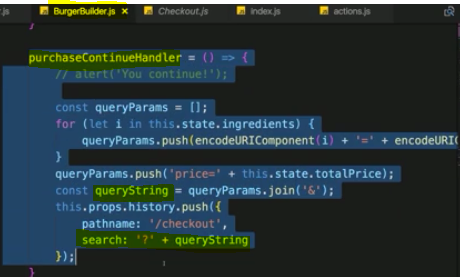 .js BurgerBuilder.js × Checkout.js index.js actions.js
}
purchaseContinueHandler = () => {
// alert('You continue!');
const queryParams = [];
for (let i in this.state.ingredients) {
queryParams.push(encodeURIComponent(i) + '=' + encodeURI
}
queryParams.push('price=' + this.state.totalPrice);
const queryString = queryParams.join('&');
this.props.history.push({
pathname: '/checkout',
search: '?' + queryString
});
}